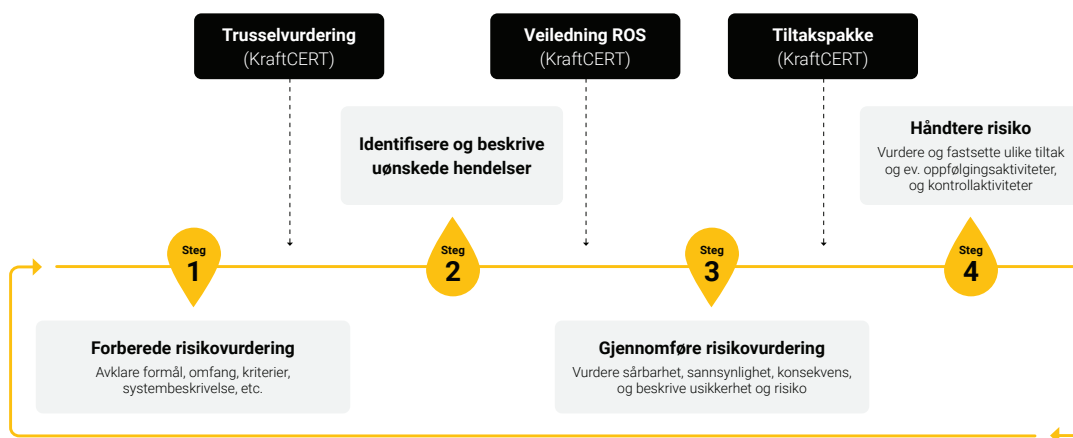 Trusselvurdering
(KraftCERT)
Veiledning ROS
(KraftCERT)
Tiltakspakke
(KraftCERT)
Identifisere og beskrive
uønskede hendelser
Håndtere risiko
Vurdere og fastsette ulike tiltak
og ev. oppfølgingsaktiviteter,
og kontrollaktiviteter
Steg
1
Steg
2
Steg
3
Steg
4
Forberede risikovurdering
Avklare formål, omfang, kriterier,
systembeskrivelse, etc.
Gjennomføre risikovurdering
Vurdere sårbarhet, sannsynlighet, konsekvens,
og beskrive usikkerhet og risiko